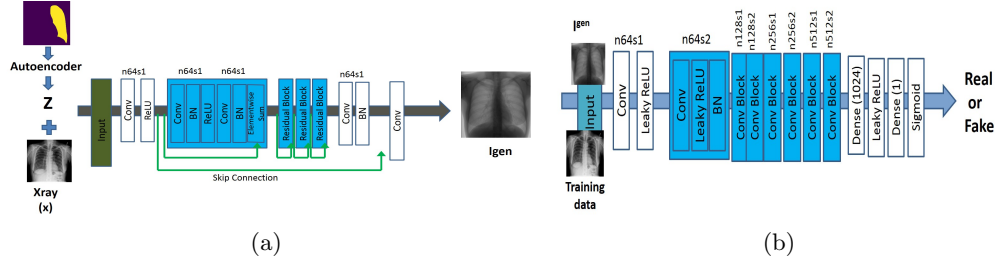 Autoencoder
Z
Xray
(x)
Input
n64s1
Conv
ReLU
n64s1
n64s1
Conv
BN
ReLU
Conv
BN
Elementwise
Sum
Residual Block
Residual Block
Residual Block
n64s1
Conv
BN
Conv
Skip Connection
Igen
(a)
Igen
Input
Training
data
n64s1
Conv
Leaky ReLU
n64s2
Conv
Leaky ReLU
BN
n128s1
n128s2
n256s1
n256s2
n512s1
n512s2
Conv Block
Conv Block
Conv Block
Conv Block
Conv Block
Conv Block
Dense (1024)
Leaky ReLU
Dense (1)
Sigmoid
Real
or
Fake
(b)